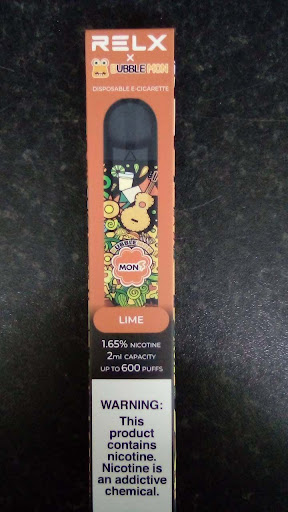 RELX
X
BUBBLE MON
DISPOSABLE E-CIGARETTE
UBBLE
MON
LIME
1.65% NICOTINE
2ml CAPACITY
UP TO 600 PUFFS
WARNING:
This
product
contains
nicotine.
Nicotine is
an addictive
chemical.